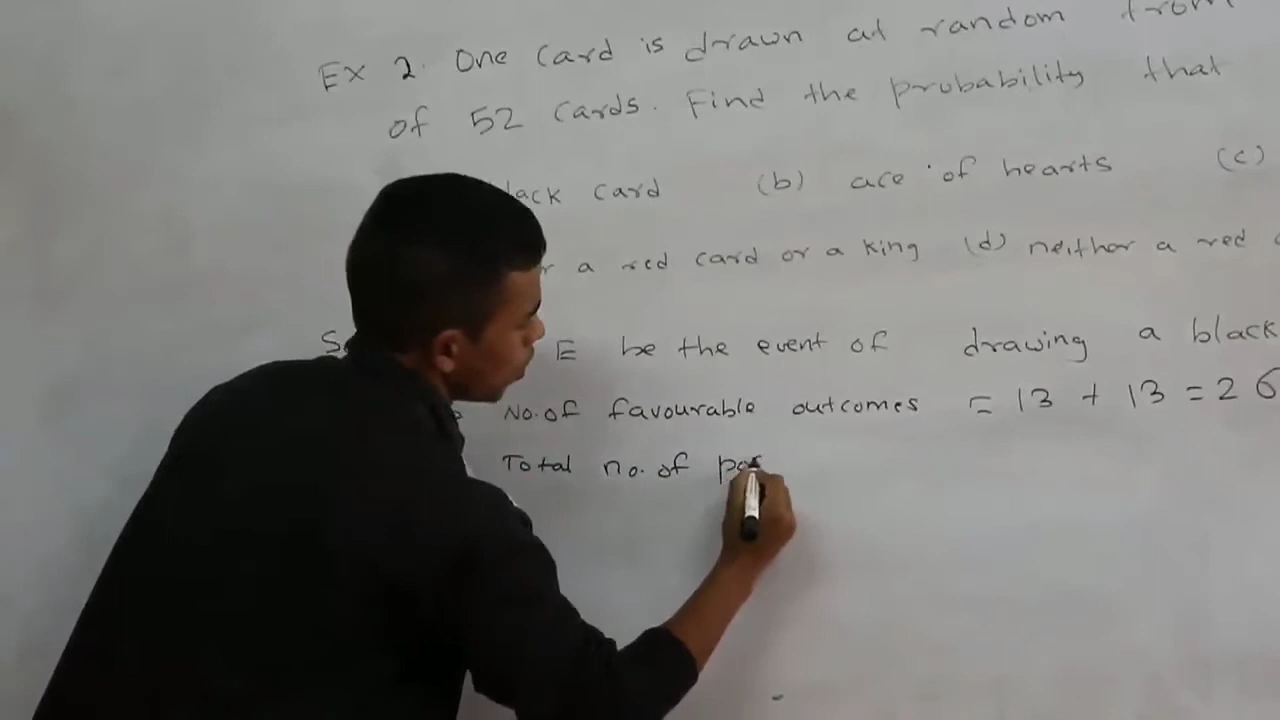 Ex 2. One card is drawn at random from
of 52 cards. Find the probability that
lack card (b) ace of hearts (c)
r a red card or a king (d) neither a red
E be the event of drawing a black
No. of favourable outcomes = 13 + 13 = 26
Total no. of pos